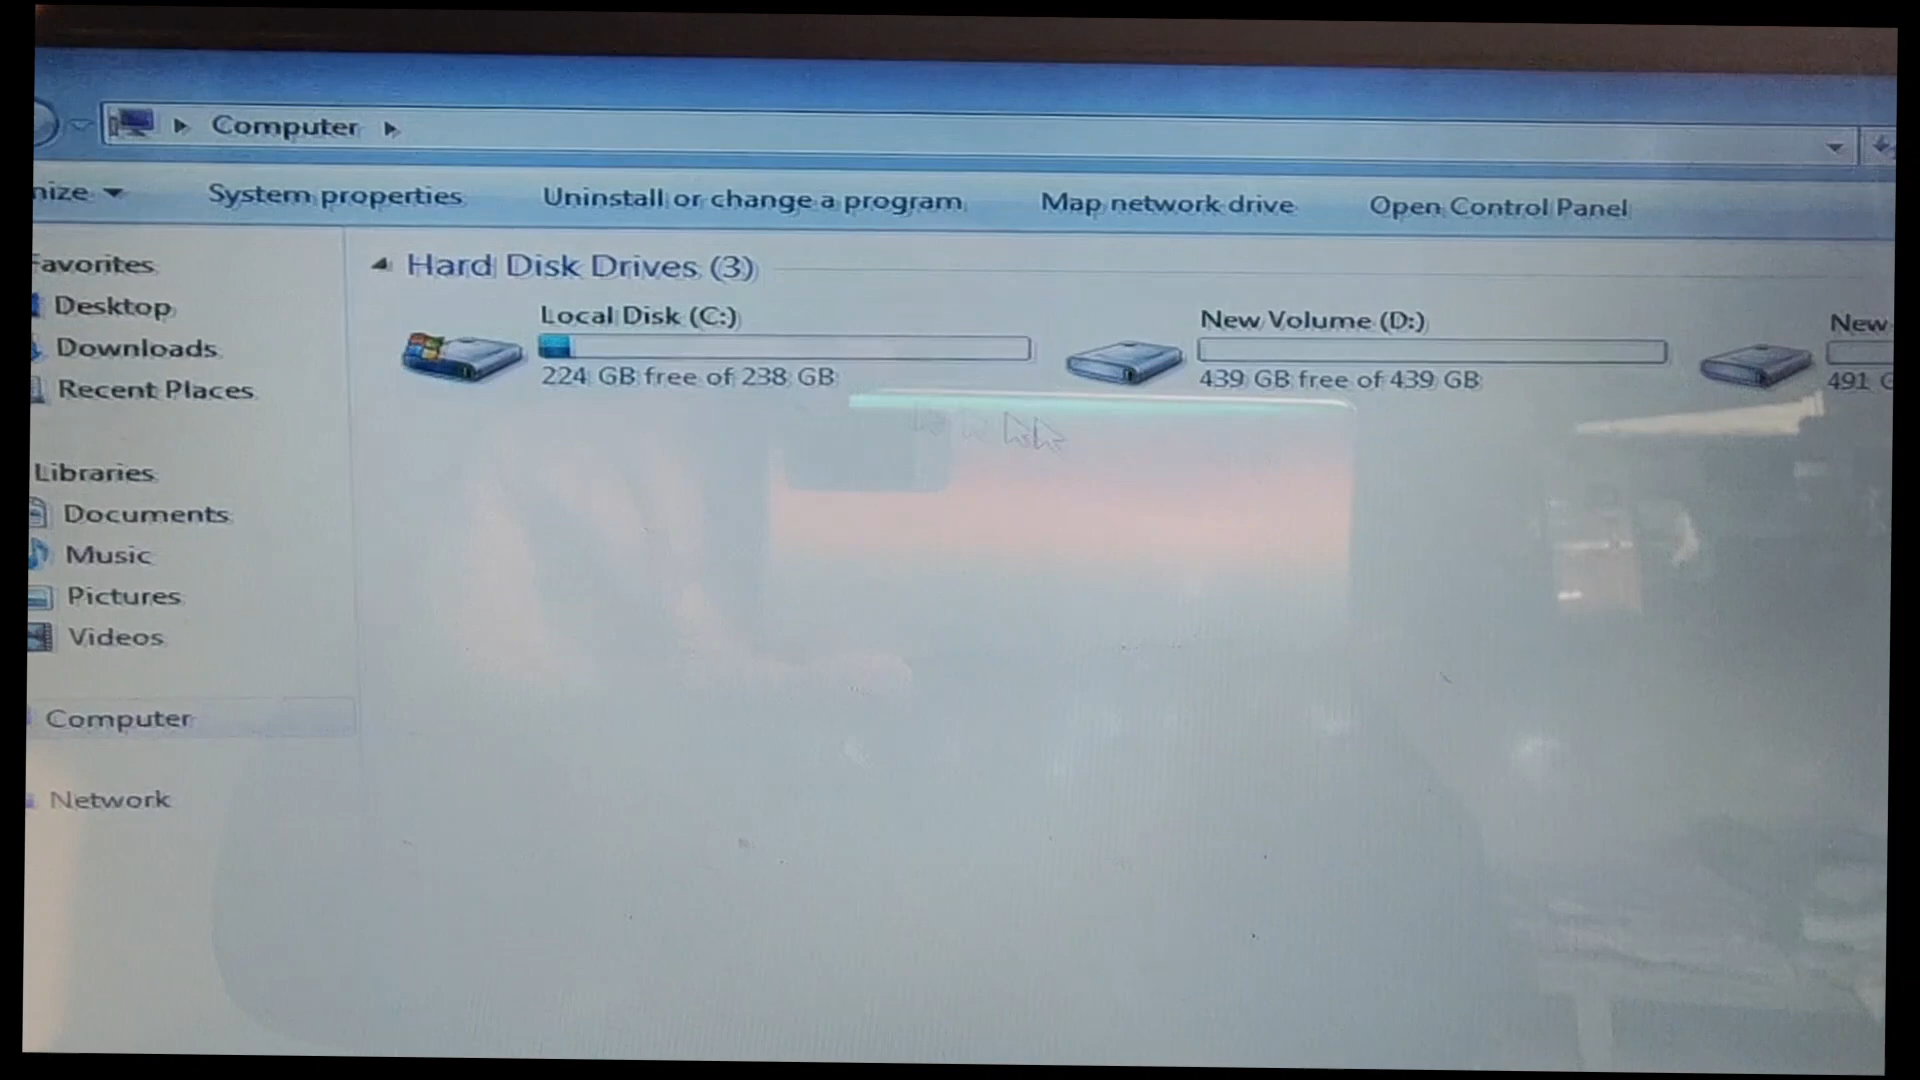 Computer
nize
System properties
Uninstall or change a program
Map network drive
Open Control Panel
Favorites
Desktop
Downloads
Recent Places
Libraries
Documents
Music
Pictures
Videos
Computer
Network
Hard Disk Drives (3)
Local Disk (C:)
224 GB free of 238 GB
New Volume (D:)
439 GB free of 439 GB
New
491 G